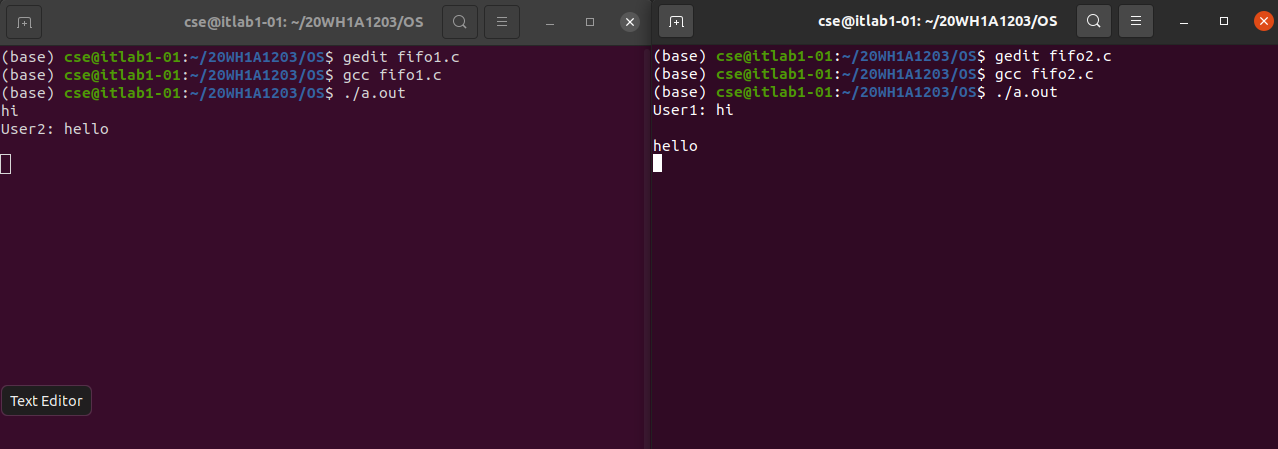 cse@itlab1-01: ~/20WH1A1203/OS
(base) cse@itlab1-01:~/20WH1A1203/OS$ gedit fifo1.c
(base) cse@itlab1-01:~/20WH1A1203/OS$ gcc fifo1.c
(base) cse@itlab1-01:~/20WH1A1203/OS$ ./a.out
hi
User2: hello
Text Editor
cse@itlab1-01: ~/20WH1A1203/OS
(base) cse@itlab1-01:~/20WH1A1203/OS$ gedit fifo2.c
(base) cse@itlab1-01:~/20WH1A1203/OS$ gcc fifo2.c
(base) cse@itlab1-01:~/20WH1A1203/OS$ ./a.out
User1: hi
hello